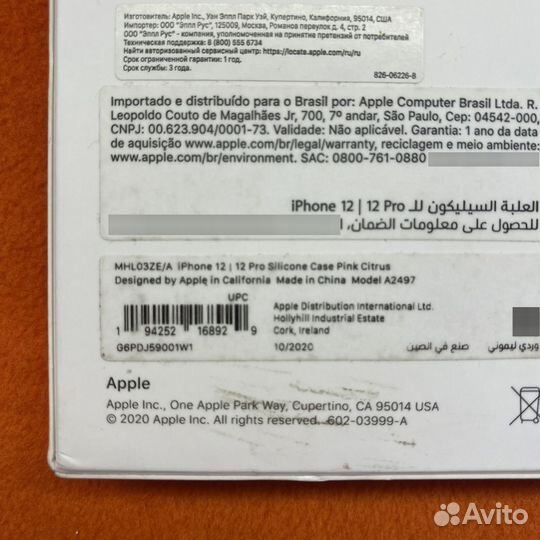 Изготовитель: Apple Inc., Уан Эппл Парк Уэй, Купертино, Калифорния, 95014, США
Импортер: ООО "Эппл Рус", 125009, Москва, Романов пер. 4, стр. 2
ООО "Эппл Рус" - компания, уполномоченная на принятие претензий от потребителей
Техническая поддержка: 8 (800) 555 6734
Найти авторизованный сервисный центр: https://locate.apple.com/ru/ru
Срок ограниченной гарантии: 1 год.
Срок службы: 3 года.
826-06226-B
Importado e distribuído para o Brasil por: Apple Computer Brasil Ltda. R.
Leopoldo Couto de Magalhães Jr, 700, 7º andar, São Paulo, Cep: 04542-000,
CNPJ: 00.623.904/0001-73. Validade: Não aplicável. Garantia: 1 ano da data
de aquisição www.apple.com/br/legal/warranty, reciclagem e meio ambiente:
www.apple.com/br/environment. SAC: 0800-761-0880
العلبة السيليكون للـ iPhone 12 | 12 Pro
للحصول على معلومات الضمان,
MHL03ZE/A iPhone 12 | 12 Pro Silicone Case Pink Citrus
Designed by Apple in California Made in China Model A2497
UPC
1 94252 16892 9
G6PDJ59001W1
Apple Distribution International Ltd.
Hollyhill Industrial Estate
Cork, Ireland
10/2020
صنع في الصين
وردي ليموني
Apple
Apple Inc., One Apple Park Way, Cupertino, CA 95014 USA
© 2020 Apple Inc. All rights reserved. 602-03999-A
Avito